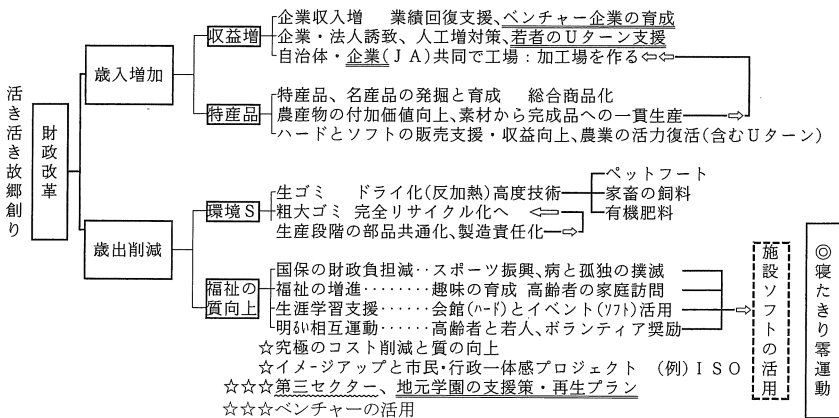 活き活き故郷創り
財政改革
歳入増加
収益増
企業収入増　業績回復支援、ベンチャー企業の育成
企業・法人誘致、人工増対策、若者のUターン支援
自治体・企業(ＪＡ)共同で工場：加工場を作る⇦⇦
特産品
特産品、名産品の発掘と育成　総合商品化
農産物の付加価値向上、素材から完成品への一貫生産⇨
ハードとソフトの販売支援・収益向上、農業の活力復活(含むUターン)
歳出削減
環境Ｓ
生ゴミ　ドライ化(反加熱)高度技術
ペットフート
家畜の飼料
有機肥料
粗大ゴミ 完全リサイクル化へ ⇦
生産段階の部品共通化、製造責任化⇨
福祉の質向上
国保の財政負担減‥スポーツ振興、病と孤独の撲滅
福祉の増進‥‥‥‥趣味の育成 高齢者の家庭訪問
生涯学習支援‥‥‥会館(ﾊｰﾄﾞ)とイベント(ｿﾌﾄ)活用⇨
明るい相互運動‥‥‥高齢者と若人、ボランティア奨励
施設ソフトの活用
◎寝たきり零運動
☆究極のコスト削減と質の向上
☆イメージアップと市民・行政一体感プロジェクト　(例)ＩＳＯ
☆☆☆第三セクター、地元学園の支援策・再生プラン
☆☆☆ベンチャーの活用